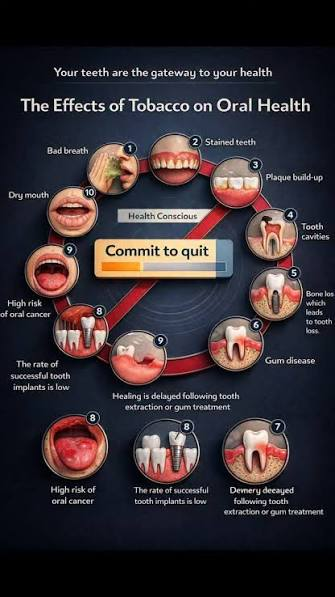 Your teeth are the gateway to your health
The Effects of Tobacco on Oral Health
Bad breath
1
2
Stained teeth
3
Plaque build-up
10
Dry mouth
4
Tooth
cavities
Health Conscious
Commit to quit
9
High risk
of oral cancer
5
Bone los
which
leads
to tooth
loss.
8
The rate of
successful tooth
implants is low
9
Healing is delayed following tooth
extraction or gum treatment
6
Gum disease
8
High risk of
oral cancer
8
The rate of successful
tooth implants is low
7
Demery decayed
following tooth
extraction or gum treatment